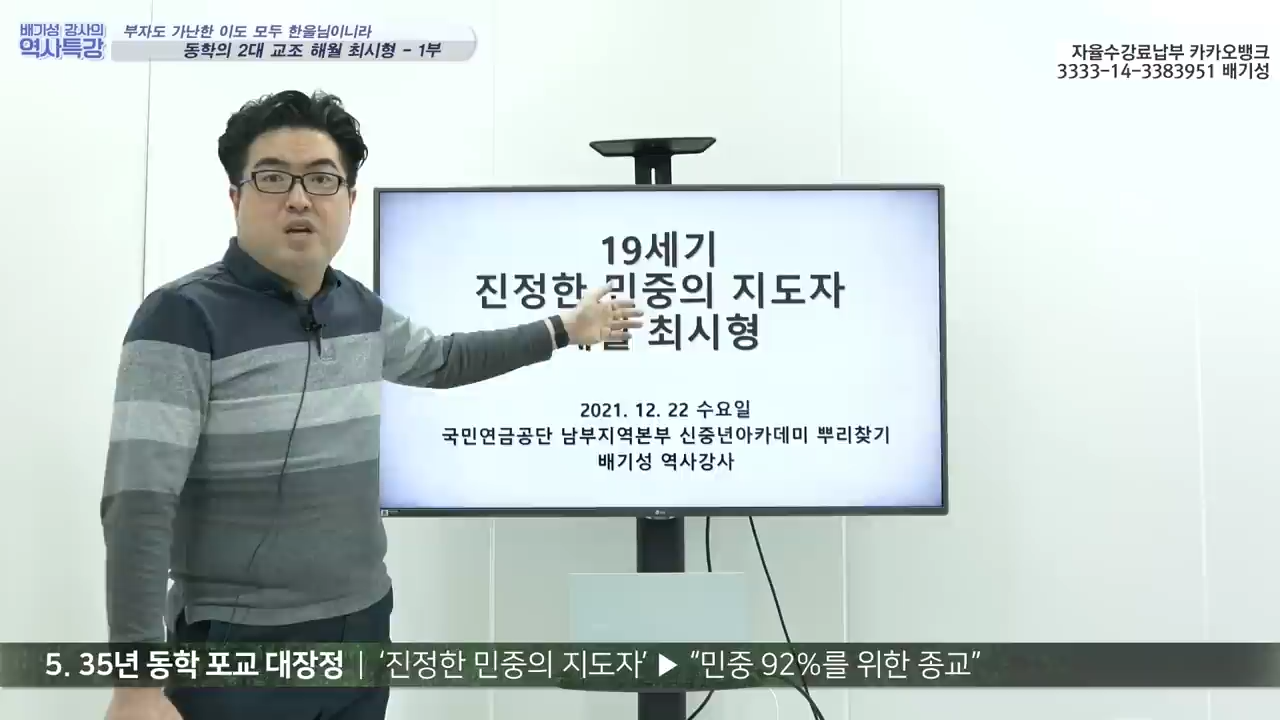 배기성 강사의
역사특강
부자도 가난한 이도 모두 한울님이니라
동학의 2대 교조 해월 최시형 - 1부
자율수강료납부 카카오뱅크
3333-14-3383951 배기성
19세기
진정한 민중의 지도자
최시형
2021. 12. 22 수요일
국민연금공단 남부지역본부 신중년아카데미 뿌리찾기
배기성 역사강사
LG
5. 35년 동학 포교 대장정 | ‘진정한 민중의 지도자’ ▶ “민중 92%를 위한 종교”